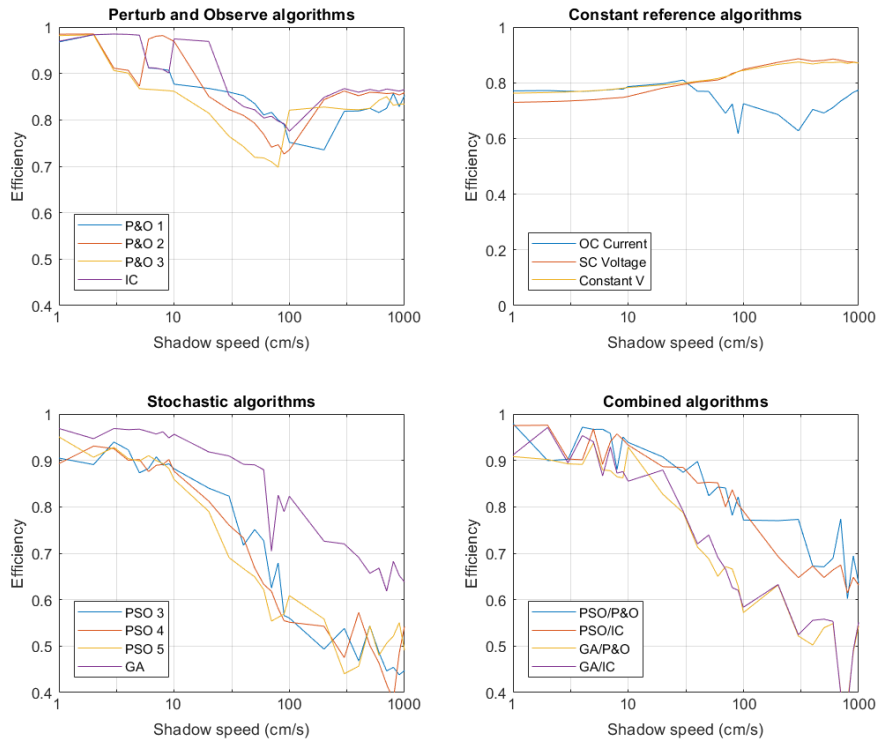 Perturb and Observe algorithms
1
0.9
0.8
0.7
0.6
0.5
0.4
Efficiency
P&O 1
P&O 2
P&O 3
IC
1 10 100 1000
Shadow speed (cm/s)
Constant reference algorithms
1
0.8
0.6
0.4
0.2
0
Efficiency
OC Current
SC Voltage
Constant V
1 10 100 1000
Shadow speed (cm/s)
Stochastic algorithms
1
0.9
0.8
0.7
0.6
0.5
0.4
Efficiency
PSO 3
PSO 4
PSO 5
GA
1 10 100 1000
Shadow speed (cm/s)
Combined algorithms
1
0.9
0.8
0.7
0.6
0.5
0.4
Efficiency
PSO/P&O
PSO/IC
GA/P&O
GA/IC
1 10 100 1000
Shadow speed (cm/s)